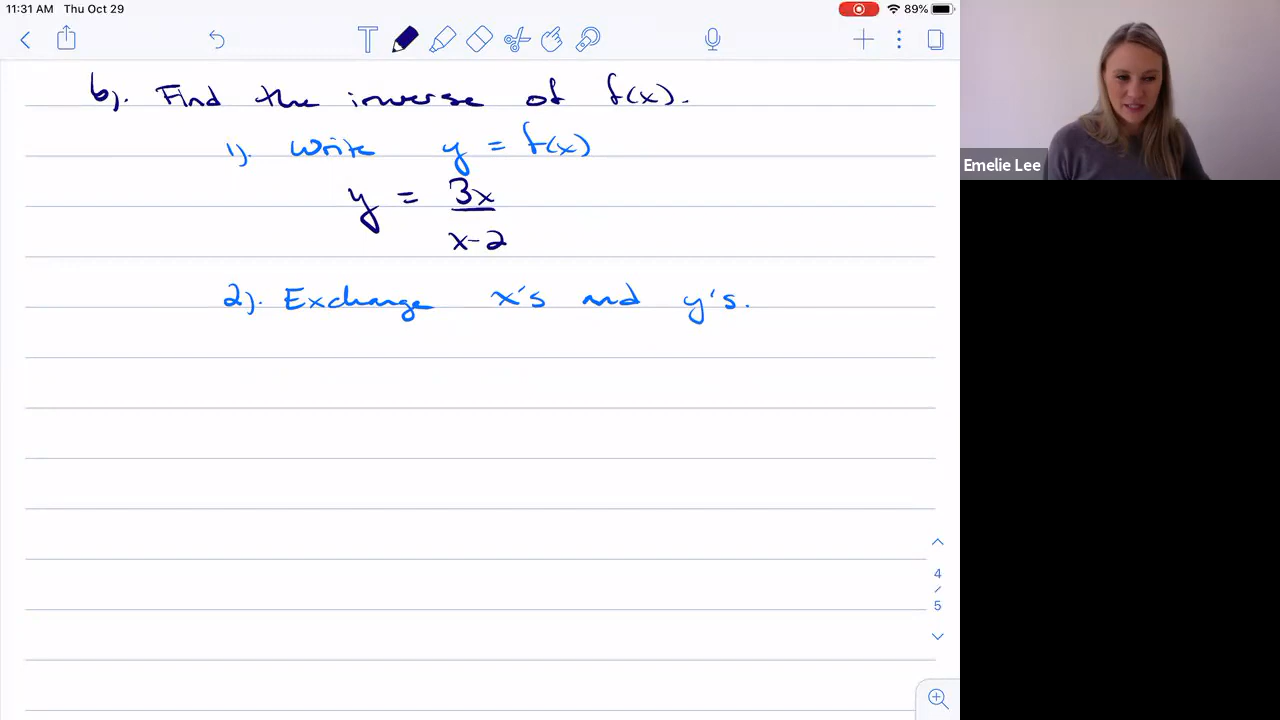 11:31 AM Thu Oct 29
89%
b). Find the inverse of f(x).
1). Write y = f(x)
y = 3x
x-2
2). Exchange x's and y's.
Emelie Lee
4
/
5